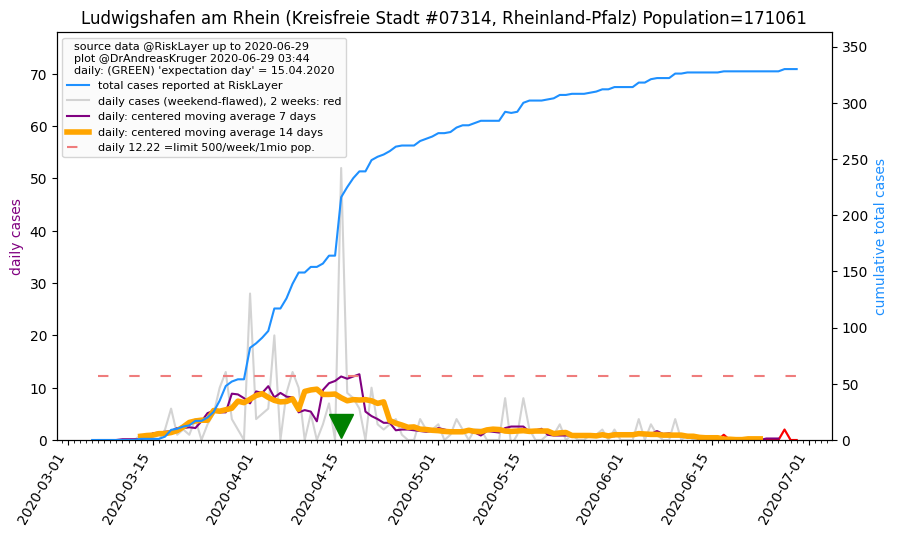 Ludwigshafen am Rhein (Kreisfreie Stadt #07314, Rheinland-Pfalz) Population=171061
source data @RiskLayer up to 2020-06-29
plot @DrAndreasKruger 2020-06-29 03:44
daily: (GREEN) 'expectation day' = 15.04.2020
total cases reported at RiskLayer
daily cases (weekend-flawed), 2 weeks: red
daily: centered moving average 7 days
daily: centered moving average 14 days
daily 12.22 =limit 500/week/1mio pop.
daily cases
70
60
50
40
30
20
10
0
cumulative total cases
350
300
250
200
150
100
50
0
2020-03-01
2020-03-15
2020-04-01
2020-04-15
2020-05-01
2020-05-15
2020-06-01
2020-06-15
2020-07-01